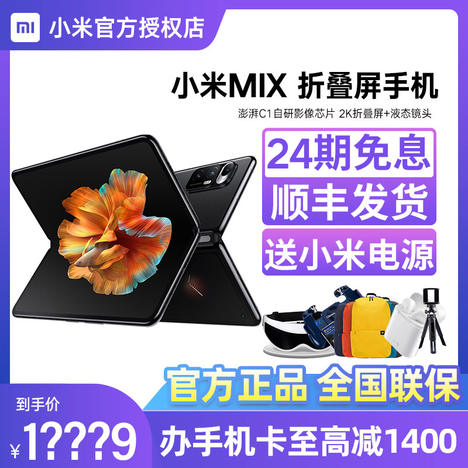 小米官方授权店
小米MIX 折叠屏手机
澎湃C1自研影像芯片 2K折叠屏+液态镜头
24期免息
顺丰发货
送小米电源
官方正品 全国联保
到手价
¥1???9
办手机卡至高减1400